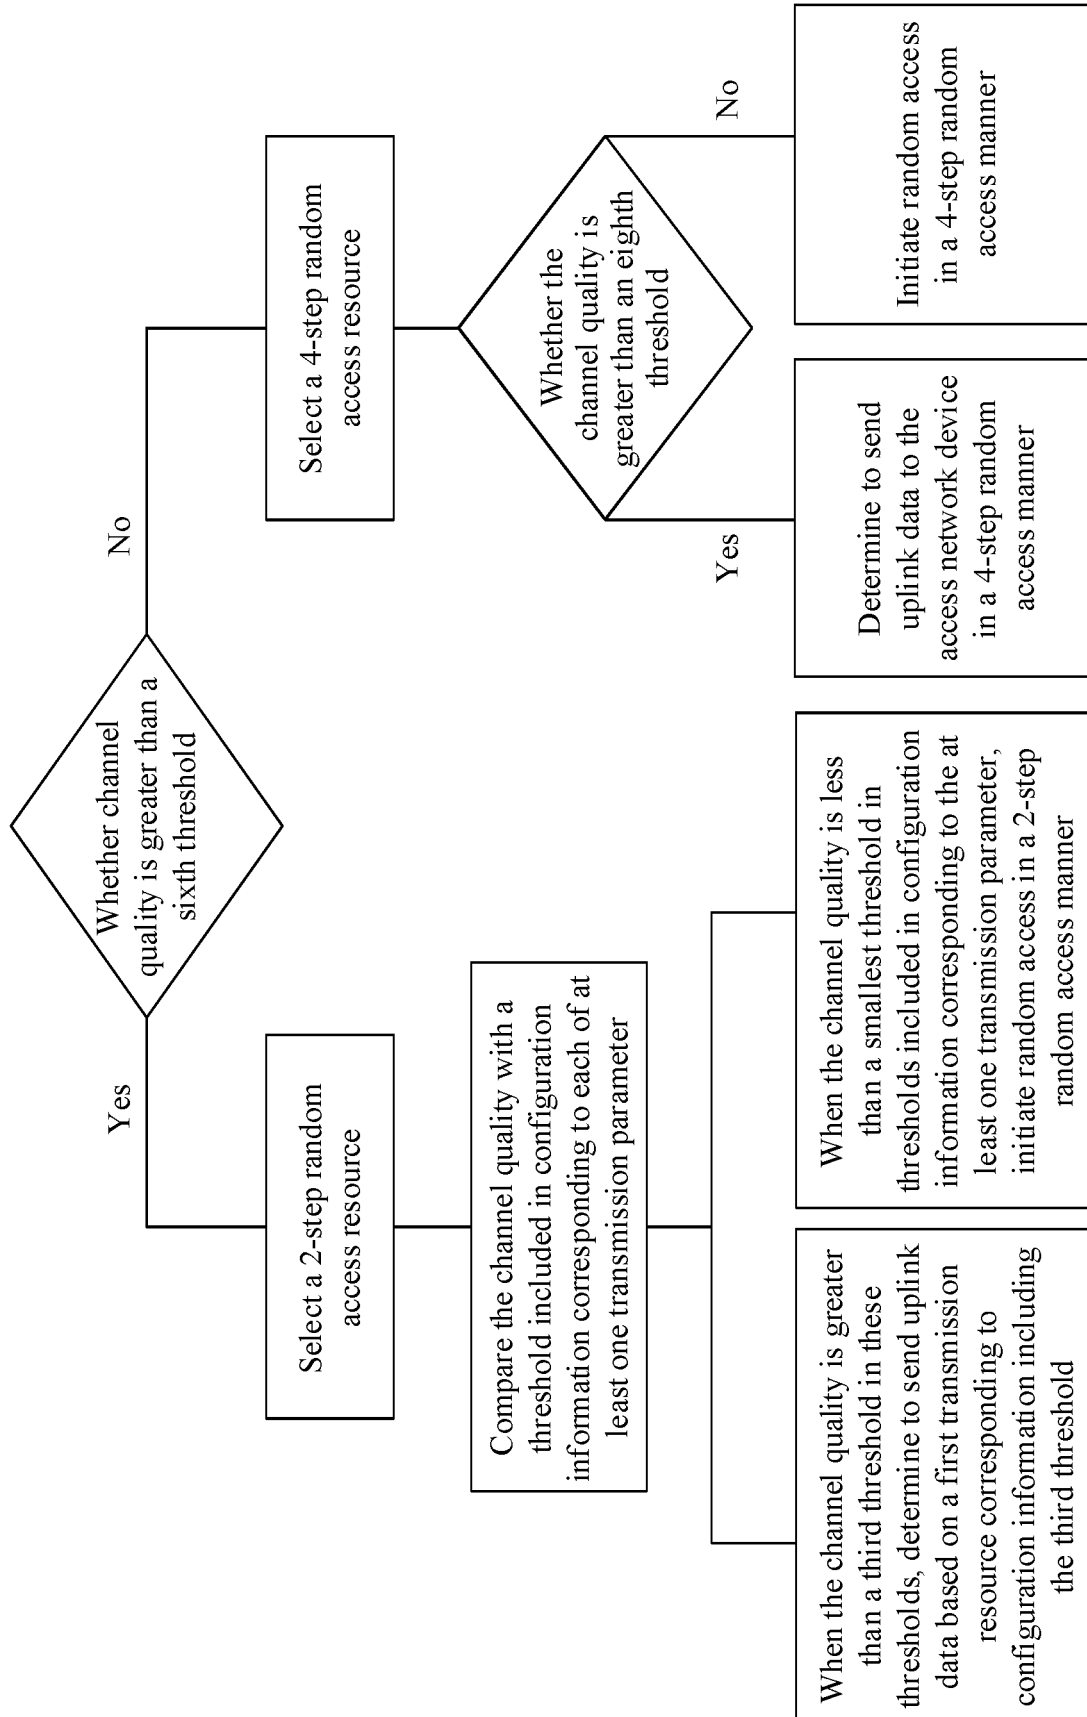 Whether channel
quality is greater than a
sixth threshold
Yes
No
Select a 2-step random
access resource
Select a 4-step random
access resource
Compare the channel quality with a
threshold included in configuration
information corresponding to each of at
least one transmission parameter
Whether the
channel quality is
greater than an eighth
threshold
Yes
No
When the channel quality is greater
than a third threshold in these
thresholds, determine to send uplink
data based on a first transmission
resource corresponding to
configuration information including
the third threshold
When the channel quality is less
than a smallest threshold in
thresholds included in configuration
information corresponding to the at
least one transmission parameter,
initiate random access in a 2-step
random access manner
Determine to send
uplink data to the
access network device
in a 4-step random
access manner
Initiate random access
in a 4-step random
access manner